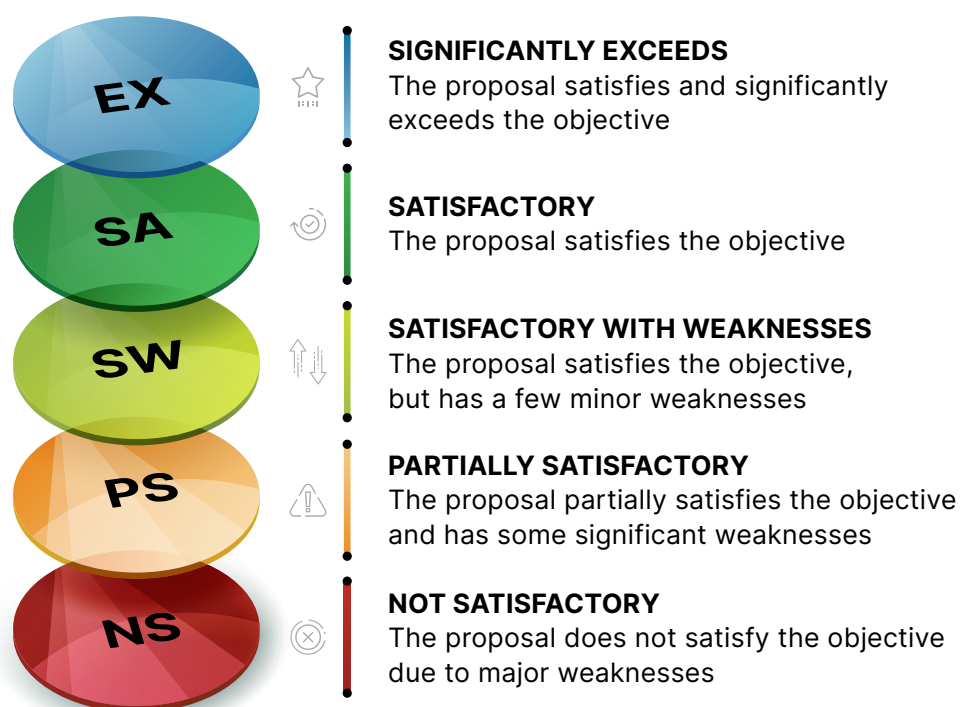 EX
SIGNIFICANTLY EXCEEDS
The proposal satisfies and significantly
exceeds the objective
SA
SATISFACTORY
The proposal satisfies the objective
SW
SATISFACTORY WITH WEAKNESSES
The proposal satisfies the objective,
but has a few minor weaknesses
PS
PARTIALLY SATISFACTORY
The proposal partially satisfies the objective
and has some significant weaknesses
NS
NOT SATISFACTORY
The proposal does not satisfy the objective
due to major weaknesses